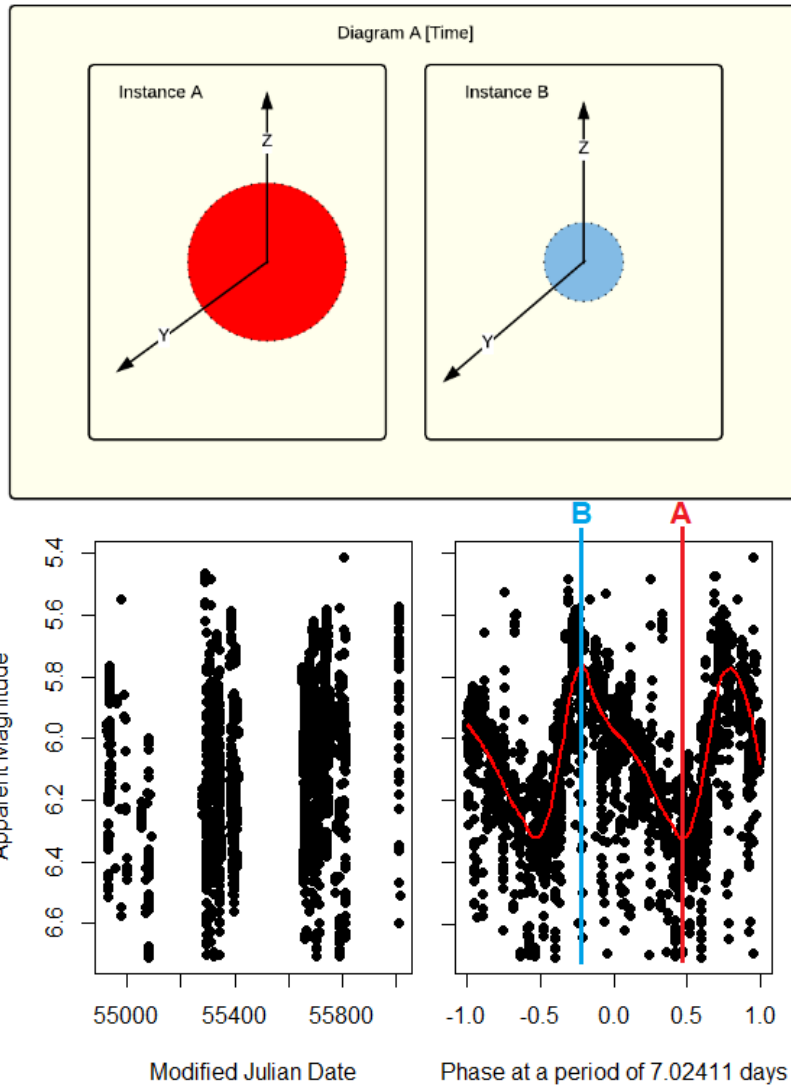 Diagram A [Time]
Instance A
Instance B
Z
Z
Y
Y
B
A
5.4
5.6
5.8
6.0
6.2
6.4
6.6
Apparent Magnitude
55000
55400
55800
-1.0
-0.5
0.0
0.5
1.0
Modified Julian Date
Phase at a period of 7.02411 days